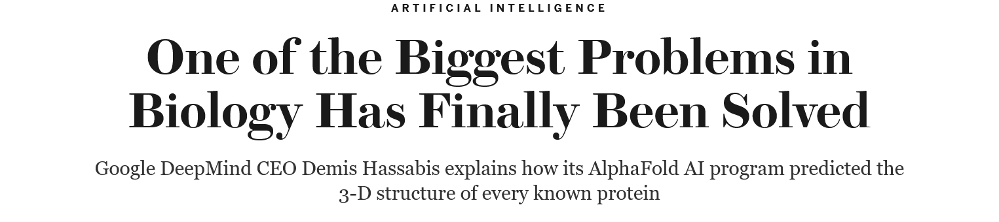 ARTIFICIAL INTELLIGENCE
One of the Biggest Problems in
Biology Has Finally Been Solved
Google DeepMind CEO Demis Hassabis explains how its AlphaFold AI program predicted the
3-D structure of every known protein